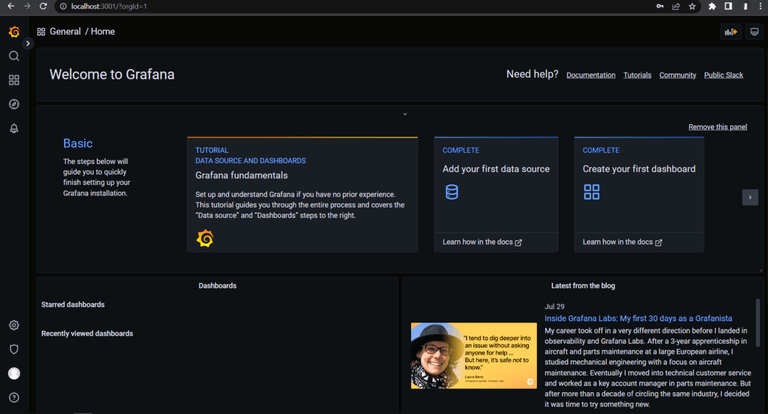 localhost:3001/?orgId=1
General / Home
Welcome to Grafana
Need help?
Documentation
Tutorials
Community
Public Slack
Remove this panel
Basic
The steps below will
guide you to quickly
finish setting up your
Grafana installation.
TUTORIAL
DATA SOURCE AND DASHBOARDS
Grafana fundamentals
Set up and understand Grafana if you have no prior experience.
This tutorial guides you through the entire process and covers the
"Data source" and "Dashboards" steps to the right.
COMPLETE
Add your first data source
Learn how in the docs
COMPLETE
Create your first dashboard
Learn how in the docs
Dashboards
Starred dashboards
Recently viewed dashboards
Latest from the blog
"I tend to dig deeper into
an issue without asking
anyone for help ...
But here, it's safe not to
know."
Jul 29
Inside Grafana Labs: My first 30 days as a Grafanista
My career took off in a very different direction before I landed in
observability and Grafana Labs. After a 3-year apprenticeship in
aircraft and parts maintenance at a large European airline, I
studied mechanical engineering with a focus on aircraft
maintenance. Eventually I moved into technical customer service
and worked as a key account manager in parts maintenance. But
after more than a decade of circling the same industry, I decided
it was time to try something new.